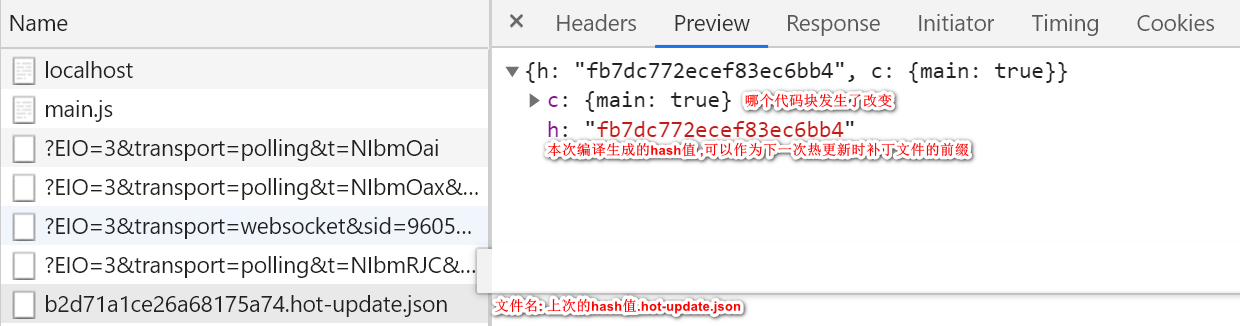 Name
localhost
main.js
?EIO=3&transport=polling&t=NIbmOai
?EIO=3&transport=polling&t=NIbmOax&...
?EIO=3&transport=websocket&sid=9605...
?EIO=3&transport=polling&t=NIbmRJC&...
b2d71a1ce26a68175a74.hot-update.json
× Headers Preview Response Initiator Timing Cookies
▼{h: "fb7dc772ecef83ec6bb4", c: {main: true}}
▶c: {main: true} 哪个代码块发生了改变
h: "fb7dc772ecef83ec6bb4"
本次编译生成的hash值 ,可以作为下一次热更新时补丁文件的前缀
文件名: 上次的hash值.hot-update.json